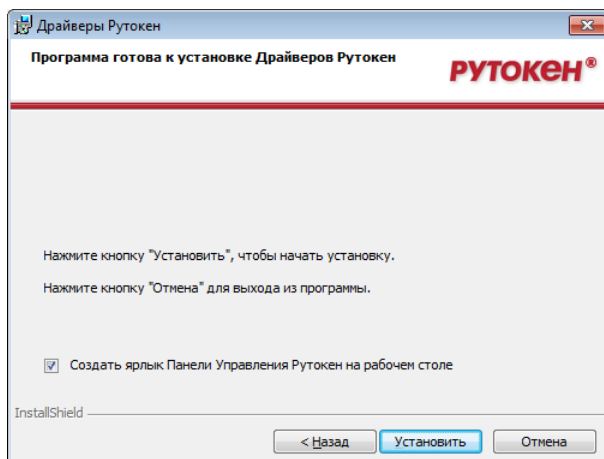 Драйверы Рутокен
Программа готова к установке Драйверов Рутокен
РУТОКЕН®
Нажмите кнопку "Установить", чтобы начать установку.
Нажмите кнопку "Отмена" для выхода из программы.
Создать ярлык Панели Управления Рутокен на рабочем столе
InstallShield
< Назад
Установить
Отмена